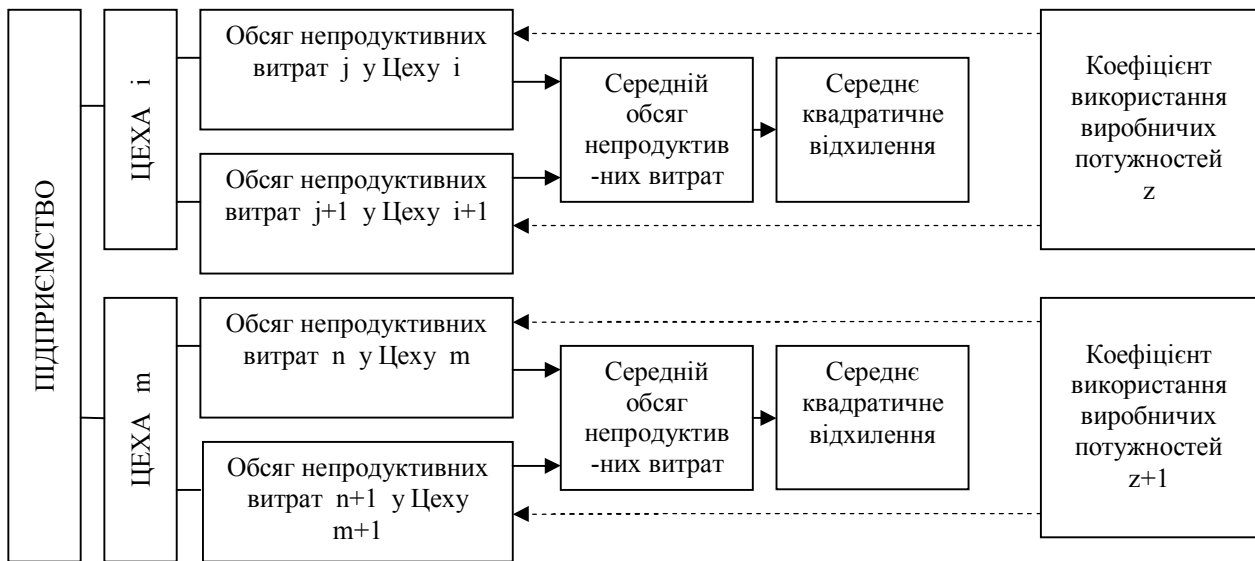 ПІДПРИЄМСТВО
ЦЕХА і
Обсяг непродуктивних
витрат j у Цеху і
Обсяг непродуктивних
витрат j+1 у Цеху і+1
Середній
обсяг
непродуктив
-них витрат
Середнє
квадратичне
відхилення
Коефіцієнт
використання
виробничих
потужностей
z
ЦЕХА m
Обсяг непродуктивних
витрат n у Цеху m
Обсяг непродуктивних
витрат n+1 у Цеху
m+1
Середній
обсяг
непродуктив
-них витрат
Середнє
квадратичне
відхилення
Коефіцієнт
використання
виробничих
потужностей
z+1